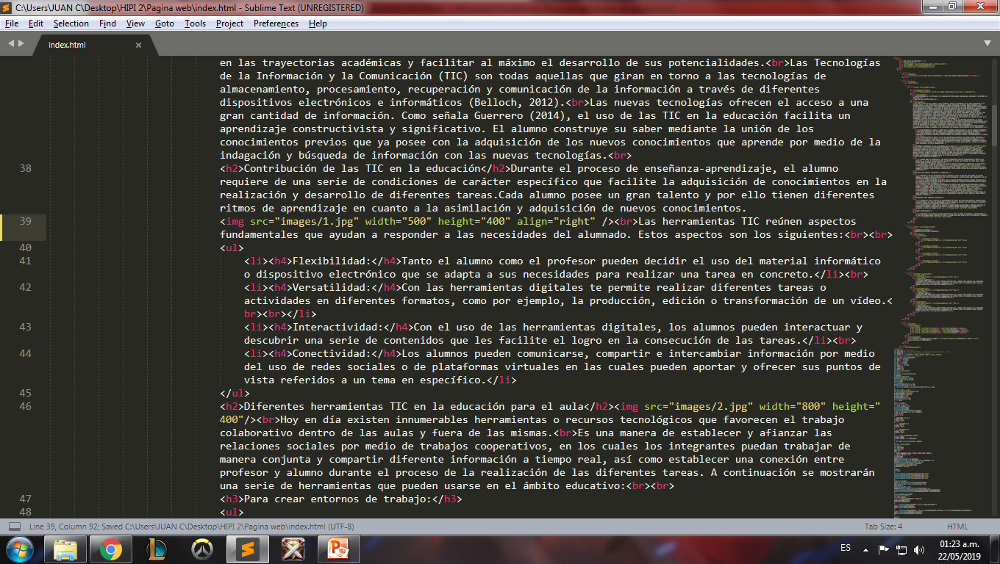 C:\Users\JUAN C\Desktop\HIPI 2\Pagina web\index.html - Sublime Text (UNREGISTERED)
File Edit Selection Find View Goto Tools Project Preferences Help
index.html
en las trayectorias académicas y facilitar al máximo el desarrollo de sus potencialidades.<br>Las Tecnologías
de la Información y la Comunicación (TIC) son todas aquellas que giran en torno a las tecnologías de
almacenamiento, procesamiento, recuperación y comunicación de la información a través de diferentes
dispositivos electrónicos e informáticos (Belloch, 2012).<br>Las nuevas tecnologías ofrecen el acceso a una
gran cantidad de información. Como señala Guerrero (2014), el uso de las TIC en la educación facilita un
aprendizaje constructivista y significativo. El alumno construye su saber mediante la unión de los
conocimientos previos que ya posee con la adquisición de los nuevos conocimientos que aprende por medio de la
indagación y búsqueda de información con las nuevas tecnologías.<br>
38 <h2>Contribución de las TIC en la educación</h2>Durante el proceso de enseñanza-aprendizaje, el alumno
requiere de una serie de condiciones de carácter específico que facilite la adquisición de conocimientos en la
realización y desarrollo de diferentes tareas.Cada alumno posee un gran talento y por ello tienen diferentes
ritmos de aprendizaje en cuanto a la asimilación y adquisición de nuevos conocimientos.
39 <img src="images/1.jpg" width="500" height="400" align="right" /><br>Las herramientas TIC reúnen aspectos
fundamentales que ayudan a responder a las necesidades del alumnado. Estos aspectos son los siguientes:<br><br>
40 <ul>
41 <li><h4>Flexibilidad:</h4>Tanto el alumno como el profesor pueden decidir el uso del material informático
o dispositivo electrónico que se adapta a sus necesidades para realizar una tarea en concreto.</li><br>
42 <li><h4>Versatilidad:</h4>Con las herramientas digitales te permite realizar diferentes tareas o
actividades en diferentes formatos, como por ejemplo, la producción, edición o transformación de un vídeo.<
br><br></li>
43 <li><h4>Interactividad:</h4>Con el uso de las herramientas digitales, los alumnos pueden interactuar y
descubrir una serie de contenidos que les facilite el logro en la consecución de las tareas.</li><br>
44 <li><h4>Conectividad:</h4>Los alumnos pueden comunicarse, compartir e intercambiar información por medio
del uso de redes sociales o de plataformas virtuales en las cuales pueden aportar y ofrecer sus puntos de
vista referidos a un tema en específico.</li>
45 </ul>
46 <h2>Diferentes herramientas TIC en la educación para el aula</h2><img src="images/2.jpg" width="800" height="
400"/><br>Hoy en día existen innumerables herramientas o recursos tecnológicos que favorecen el trabajo
colaborativo dentro de las aulas y fuera de las mismas.<br>Es una manera de establecer y afianzar las
relaciones sociales por medio de trabajos cooperativos, en los cuales los integrantes puedan trabajar de
manera conjunta y compartir diferente información a tiempo real, así como establecer una conexión entre
profesor y alumno durante el proceso de la realización de las diferentes tareas. A continuación se mostrarán
una serie de herramientas que pueden usarse en el ámbito educativo:<br><br>
47 <h3>Para crear entornos de trabajo:</h3>
48 <ul>
Line 39, Column 92; Saved C:\Users\JUAN C\Desktop\HIPI 2\Pagina web\index.html (UTF-8) Tab Size: 4 HTML
ES 01:23 a.m.
22/05/2019